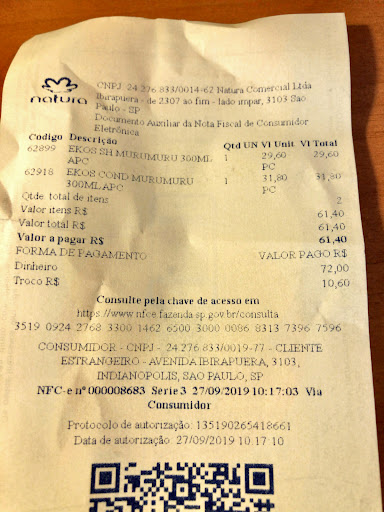 natura
CNPJ 24.276.833/0014-62 Natura Comercial Ltda
Ibirapuera - de 2307 ao fim - lado impar, 3103 Sao
Paulo - SP
Documento Auxiliar da Nota Fiscal de Consumidor
Eletrônica
Codigo Descrição Qtd UN Vl Unit Vl Total
62899 EKOS SH MURUMURU 300ML 1 29,60 29,60
APC PC
62918 EKOS COND MURUMURU 1 31,80 31,80
300ML APC PC
Qtde. total de itens 2
Valor itens R$ 61,40
Valor total R$ 61,40
Valor a pagar R$ 61,40
FORMA DE PAGAMENTO VALOR PAGO R$
Dinheiro 72,00
Troco R$ 10,60
Consulte pela chave de acesso em
https://www.nfce.fazenda.sp.gov.br/consulta
3519 0924 2768 3300 1462 6500 3000 0086 8313 7396 7596
CONSUMIDOR - CNPJ - 24.276.833/0019-77 - CLIENTE
ESTRANGEIRO - AVENIDA IBIRAPUERA, 3103,
INDIANOPOLIS, SAO PAULO, SP
NFC-e nº 000008683 Serie 3 27/09/2019 10:17:03 Via
Consumidor
Protocolo de autorização: 135190265418661
Data de autorização: 27/09/2019 10:17:10